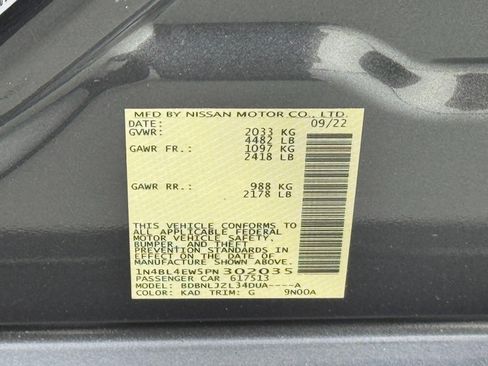 MFD BY NISSAN MOTOR CO., LTD.
DATE: 09/22
GVWR: 2033 KG
4482 LB
GAWR FR.: 1097 KG
2418 LB
GAWR RR.: 988 KG
2178 LB
THIS VEHICLE CONFORMS TO
ALL APPLICABLE FEDERAL
MOTOR VEHICLE SAFETY,
BUMPER, AND THEFT
PREVENTION STANDARDS IN
EFFECT ON THE DATE OF
MANUFACTURE SHOWN ABOVE.
1N4BL4EW5PN302035
PASSENGER CAR 617513
MODEL: BDBNLJZL34DUA----A
COLOR: KAD TRIM: G 9N00A